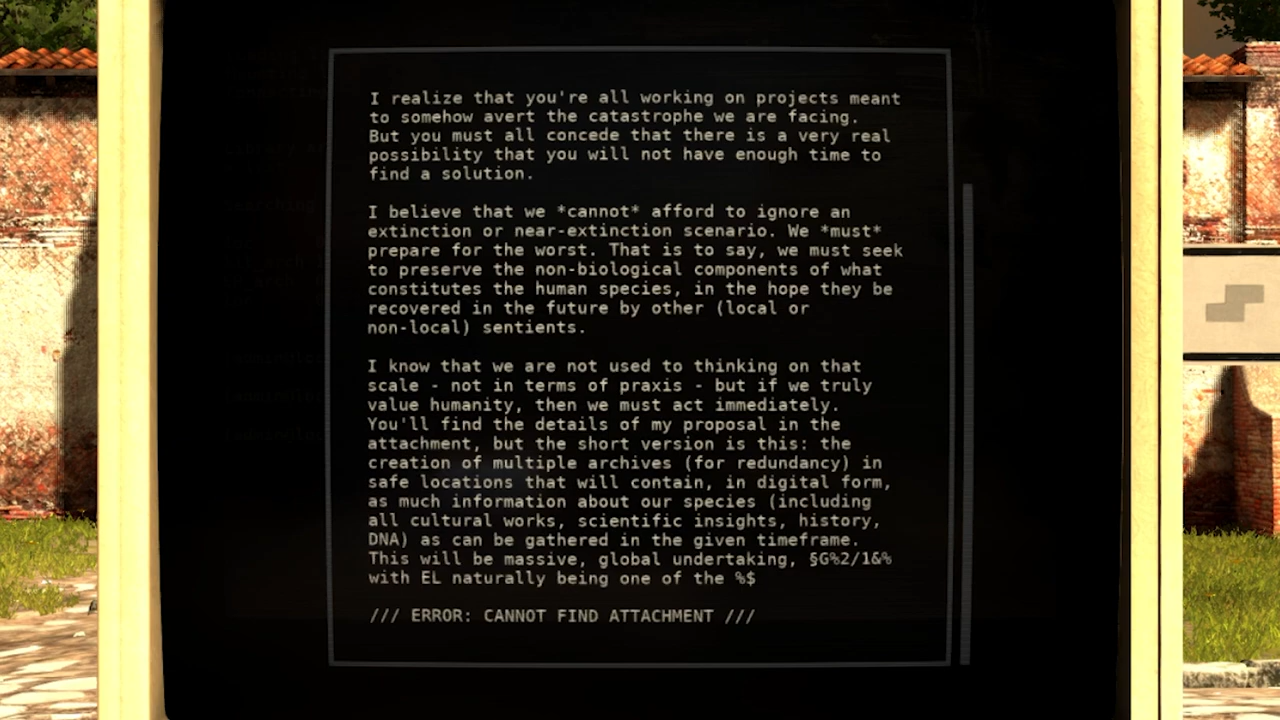 I realize that you're all working on projects meant
to somehow avert the catastrophe we are facing.
But you must all concede that there is a very real
possibility that you will not have enough time to
find a solution.
I believe that we *cannot* afford to ignore an
extinction or near-extinction scenario. We *must*
prepare for the worst. That is to say, we must seek
to preserve the non-biological components of what
constitutes the human species, in the hope they be
recovered in the future by other (local or
non-local) sentients.
I know that we are not used to thinking on that
scale - not in terms of praxis - but if we truly
value humanity, then we must act immediately.
You'll find the details of my proposal in the
attachment, but the short version is this: the
creation of multiple archives (for redundancy) in
safe locations that will contain, in digital form,
as much information about our species (including
all cultural works, scientific insights, history,
DNA) as can be gathered in the given timeframe.
This will be massive, global undertaking, §G%2/1&%
with EL naturally being one of the %$
/// ERROR: CANNOT FIND ATTACHMENT ///